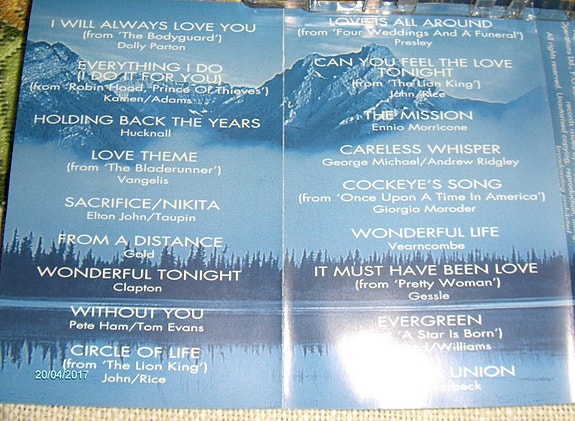 I WILL ALWAYS LOVE YOU
(from 'The Bodyguard')
Dolly Parton
EVERYTHING I DO
(I DO IT FOR YOU)
(from 'Robin Hood, Prince Of Thieves')
Kamen/Adams
HOLDING BACK THE YEARS
Hucknall
LOVE THEME
(from 'The Bladerunner')
Vangelis
SACRIFICE/NIKITA
Elton John/Taupin
FROM A DISTANCE
Gold
WONDERFUL TONIGHT
Clapton
WITHOUT YOU
Pete Ham/Tom Evans
CIRCLE OF LIFE
(from 'The Lion King')
John/Rice
20/04/2017
LOVE IS ALL AROUND
(from 'Four Weddings And A Funeral')
Presley
CAN YOU FEEL THE LOVE
TONIGHT
(from 'The Lion King')
John/Rice
THE MISSION
Ennio Morricone
CARELESS WHISPER
George Michael/Andrew Ridgley
COCKEYE'S SONG
(from 'Once Upon A Time In America')
Giorgio Moroder
WONDERFUL LIFE
Vearncombe
IT MUST HAVE BEEN LOVE
(from 'Pretty Woman')
Gessle
EVERGREEN
'A Star Is Born')
/Williams
UNION
All rights reserved.